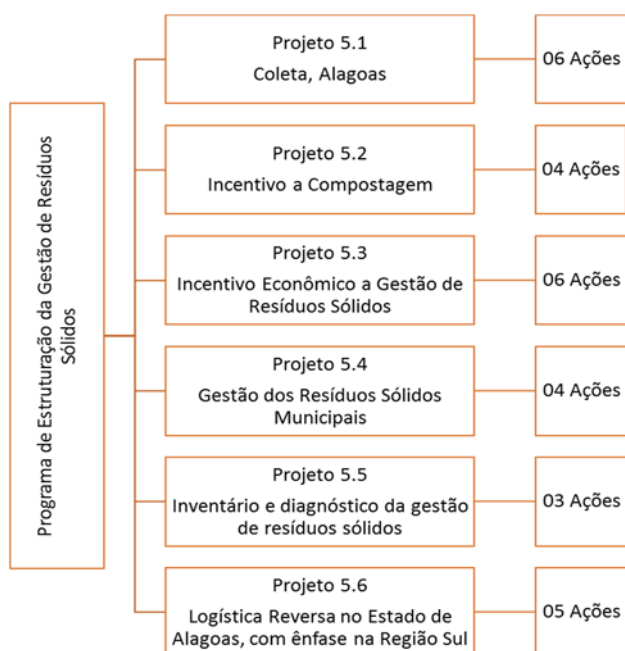 Programa de Estruturação da Gestão de Resíduos
Sólidos
Projeto 5.1
Coleta, Alagoas
06 Ações
Projeto 5.2
Incentivo a Compostagem
04 Ações
Projeto 5.3
Incentivo Econômico a Gestão de
Resíduos Sólidos
06 Ações
Projeto 5.4
Gestão dos Resíduos Sólidos
Municipais
04 Ações
Projeto 5.5
Inventário e diagnóstico da gestão
de resíduos sólidos
03 Ações
Projeto 5.6
Logística Reversa no Estado de
Alagoas, com ênfase na Região Sul
05 Ações